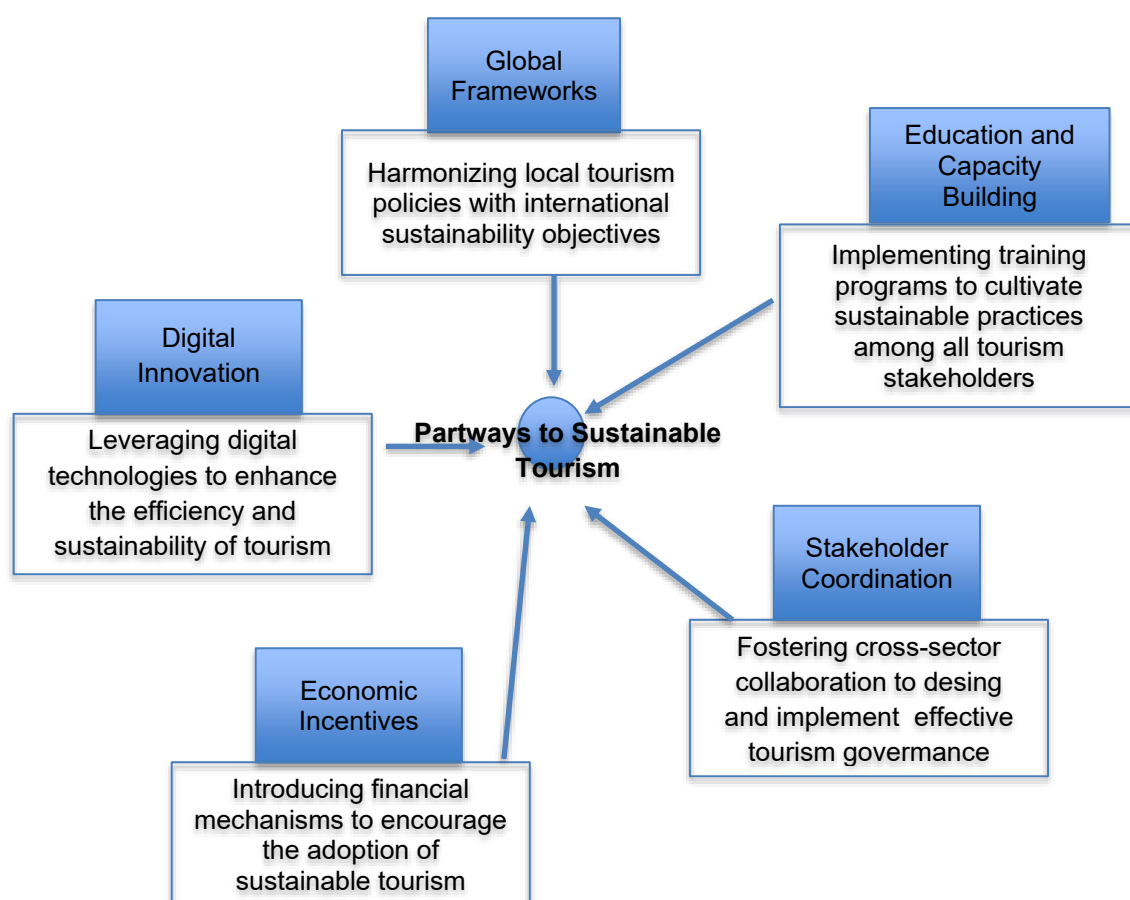 Global
Frameworks
Harmonizing local tourism
policies with international
sustainability objectives
Education and
Capacity
Building
Implementing training
programs to cultivate
sustainable practices
among all tourism
stakeholders
Digital
Innovation
Leveraging digital
technologies to enhance
the efficiency and
sustainability of tourism
Partways to Sustainable
Tourism
Stakeholder
Coordination
Fostering cross-sector
collaboration to desing
and implement effective
tourism govermance
Economic
Incentives
Introducing financial
mechanisms to encourage
the adoption of
sustainable tourism